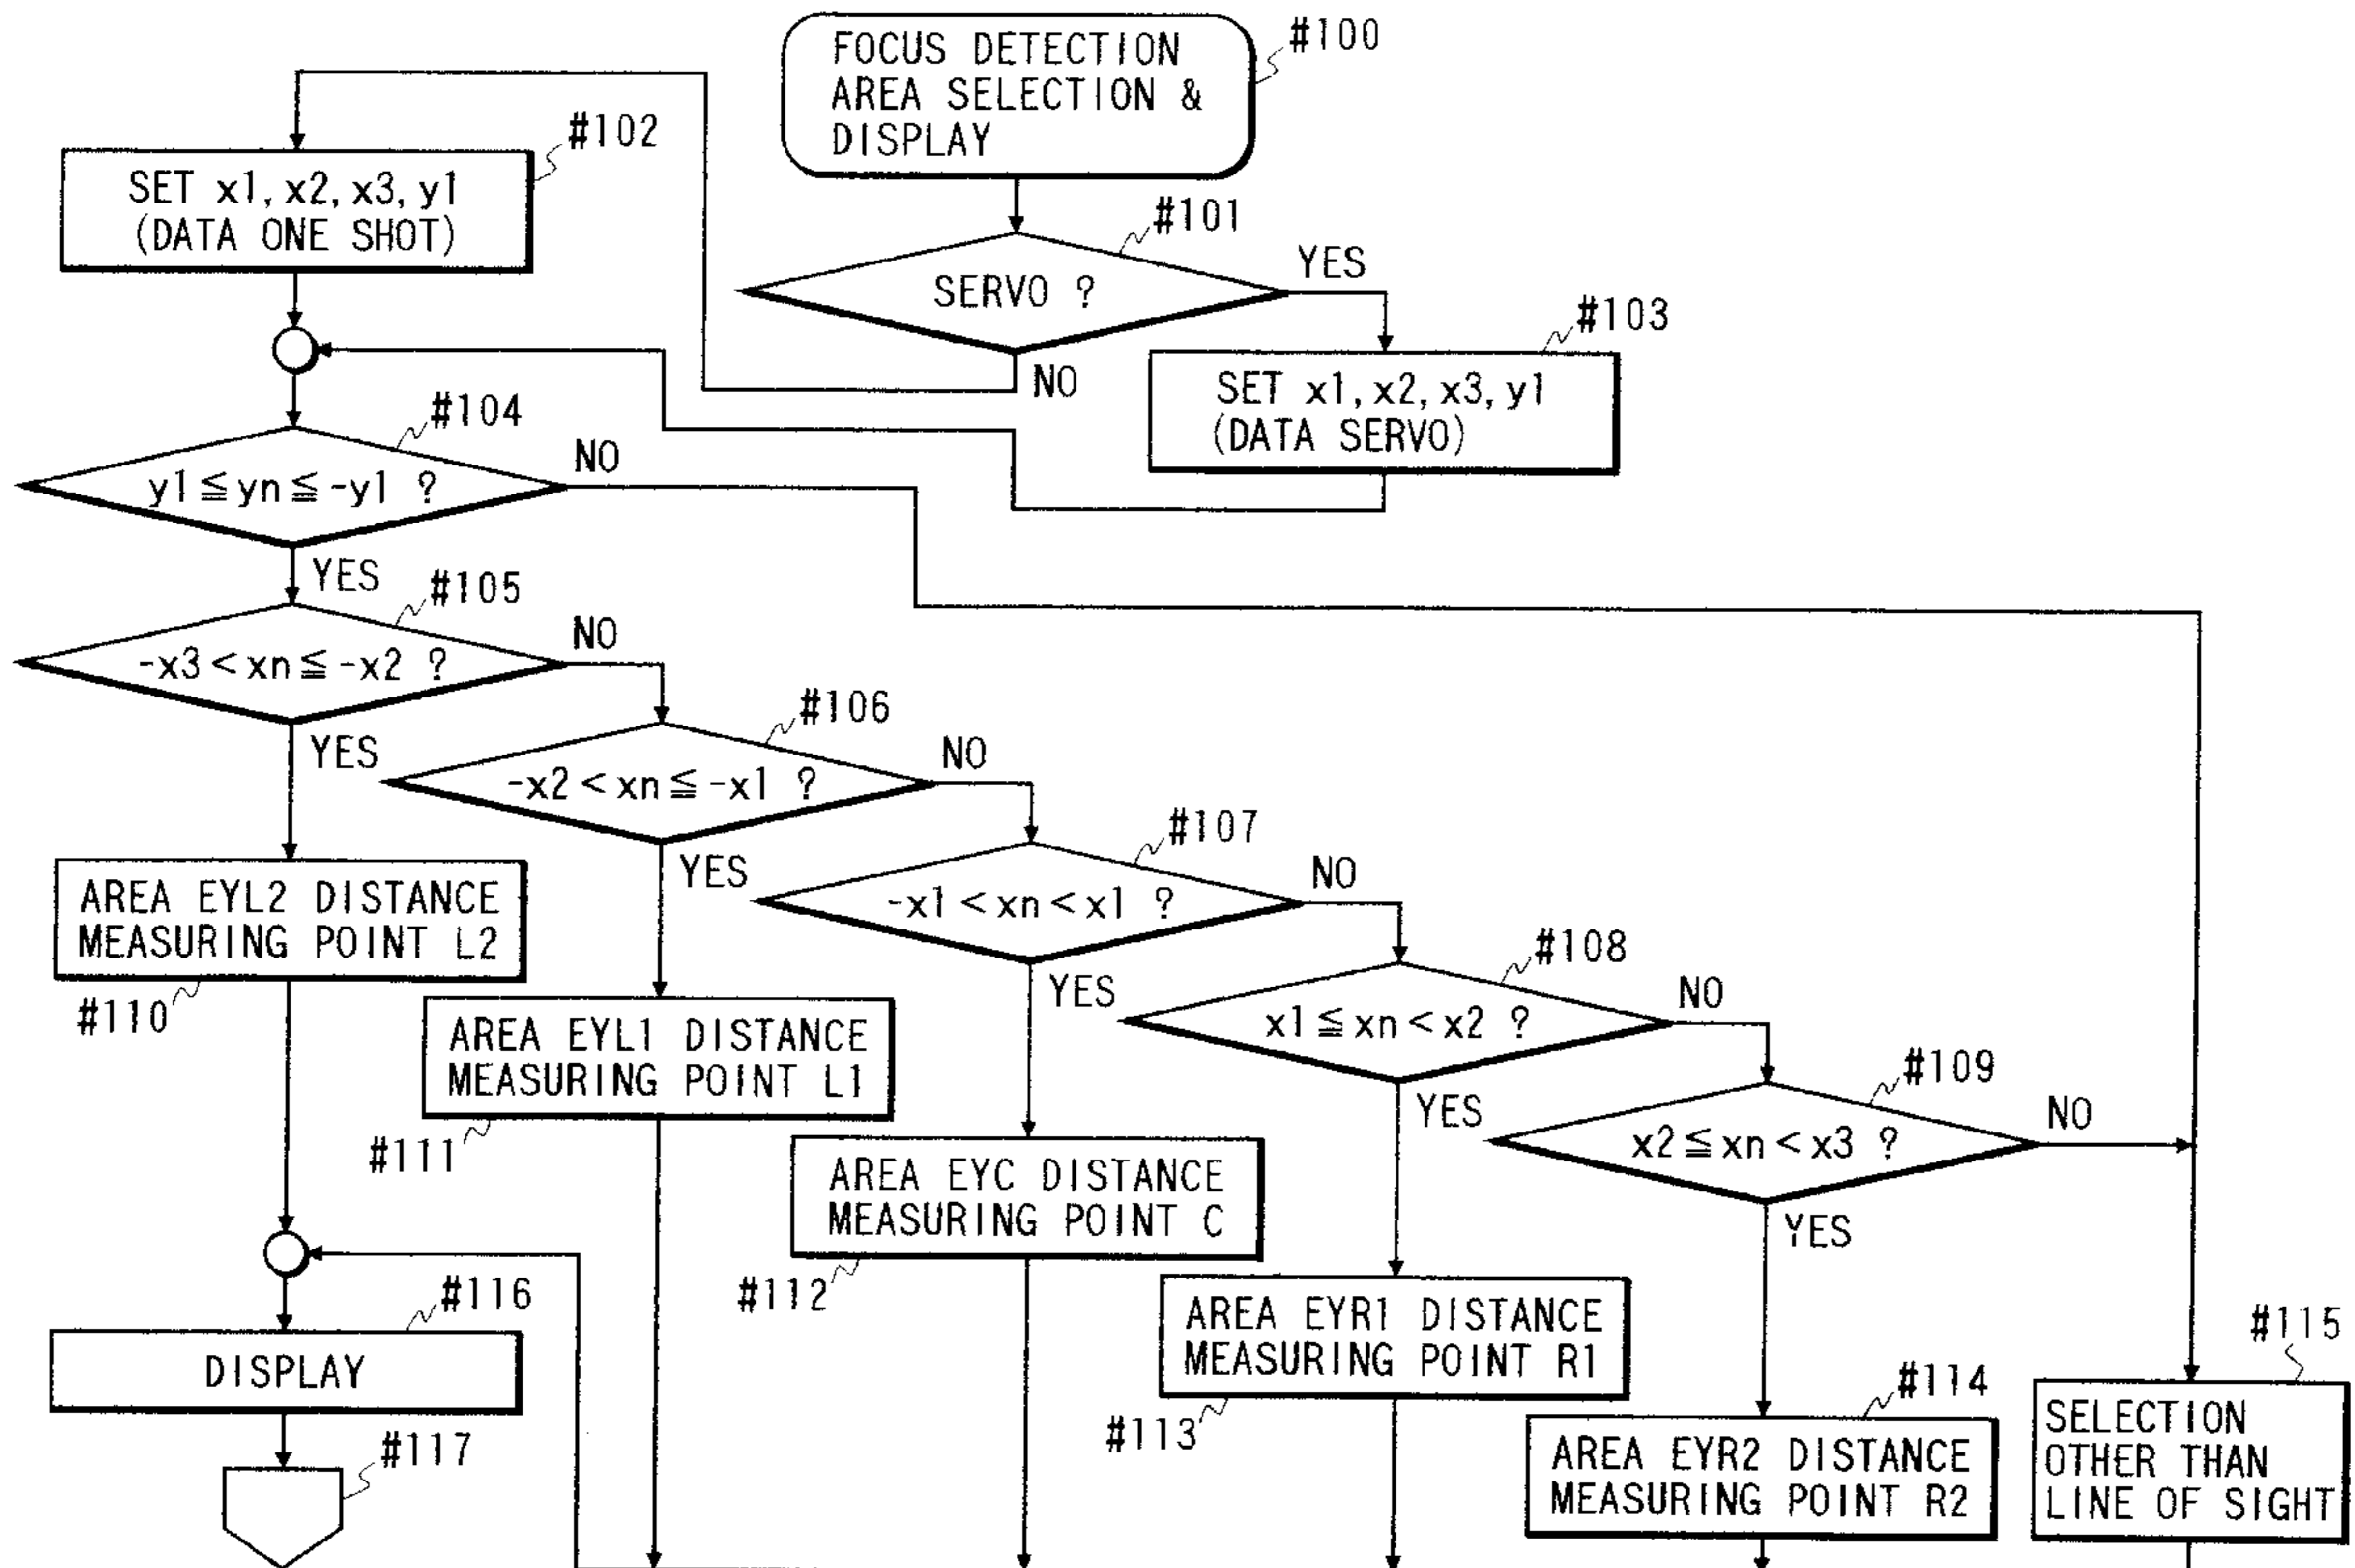 FOCUS DETECTION
AREA SELECTION &
DISPLAY
#100
#102
SET x1, x2, x3, y1
(DATA ONE SHOT)
#101
SERVO ?
YES
NO
#103
SET x1, x2, x3, y1
(DATA SERVO)
#104
y1 ≦ yn ≦ -y1 ?
NO
YES
#105
-x3 < xn ≦ -x2 ?
NO
YES
#106
-x2 < xn ≦ -x1 ?
NO
YES
#107
-x1 < xn < x1 ?
NO
YES
#108
x1 ≦ xn < x2 ?
NO
YES
#109
x2 ≦ xn < x3 ?
NO
YES
AREA EYL2 DISTANCE
MEASURING POINT L2
#110
AREA EYL1 DISTANCE
MEASURING POINT L1
#111
AREA EYC DISTANCE
MEASURING POINT C
#112
AREA EYR1 DISTANCE
MEASURING POINT R1
#113
#114
AREA EYR2 DISTANCE
MEASURING POINT R2
#115
SELECTION
OTHER THAN
LINE OF SIGHT
#116
DISPLAY
#117